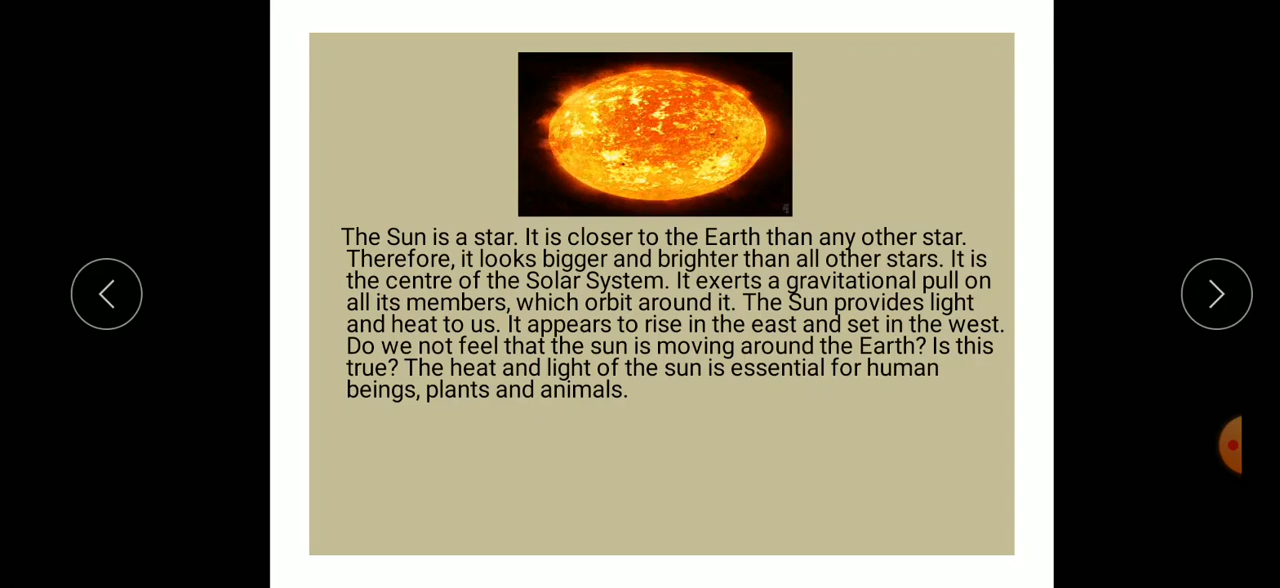 The Sun is a star. It is closer to the Earth than any other star.
Therefore, it looks bigger and brighter than all other stars. It is
the centre of the Solar System. It exerts a gravitational pull on
all its members, which orbit around it. The Sun provides light
and heat to us. It appears to rise in the east and set in the west.
Do we not feel that the sun is moving around the Earth? Is this
true? The heat and light of the sun is essential for human
beings, plants and animals.